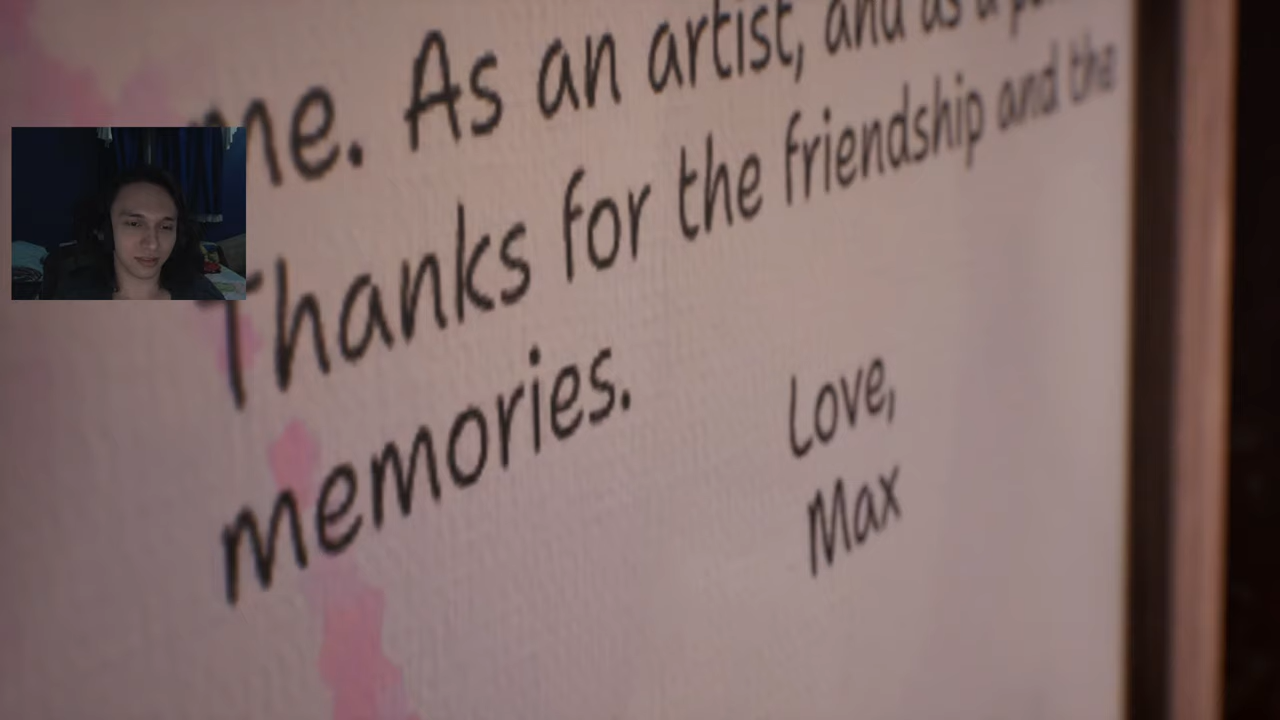 me. As an artist, and as a
Thanks for the friendship and the
memories.
Love,
Max